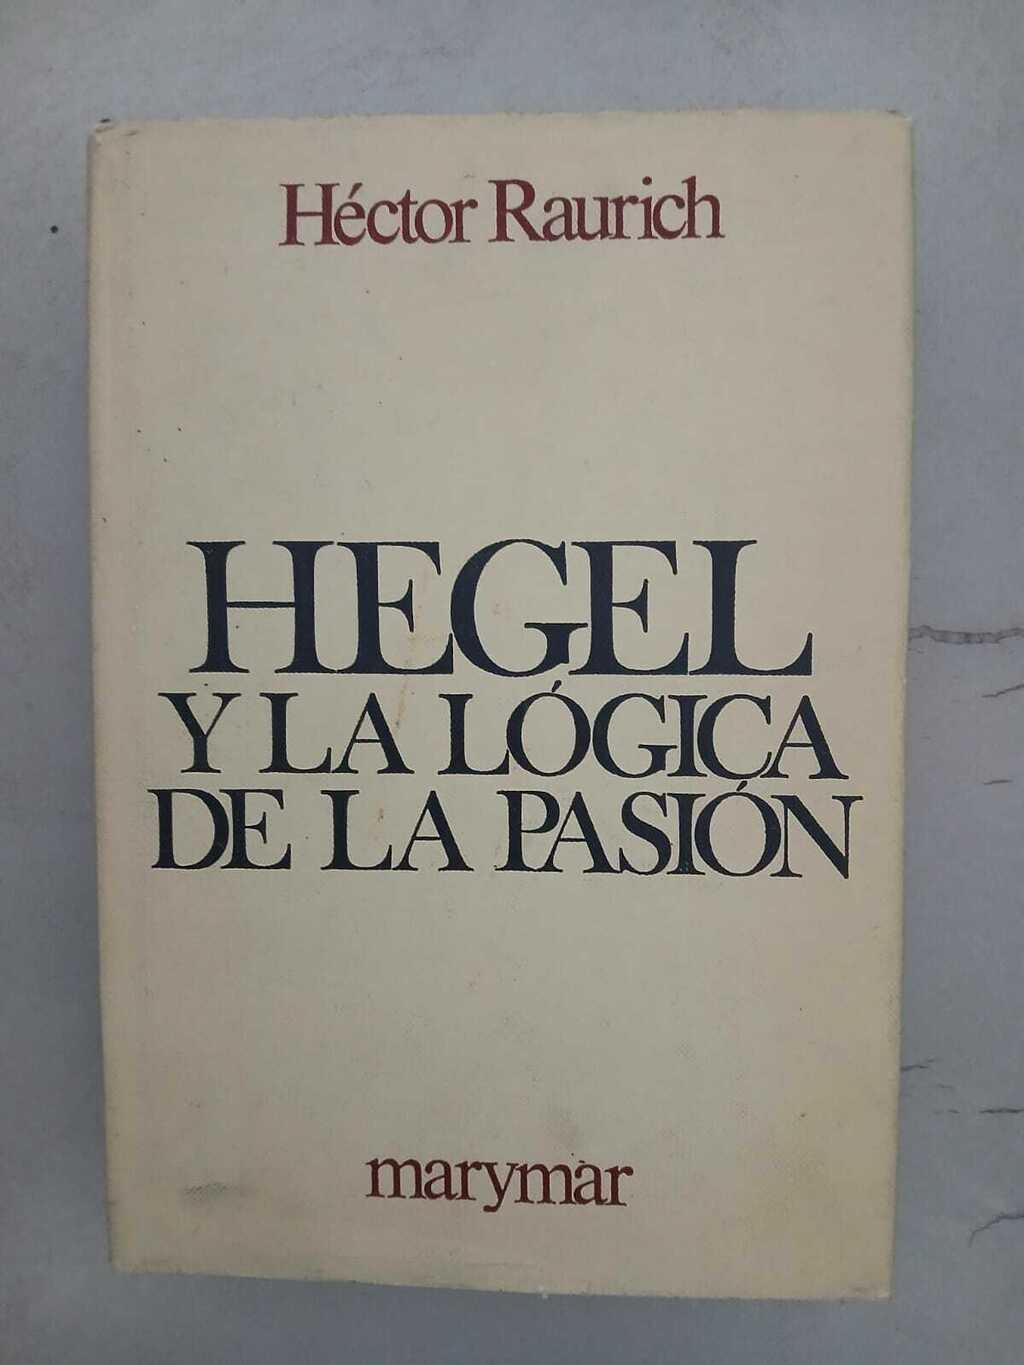 Héctor Raurich
HEGEL
Y LA LÓGICA
DE LA PASIÓN
marymar